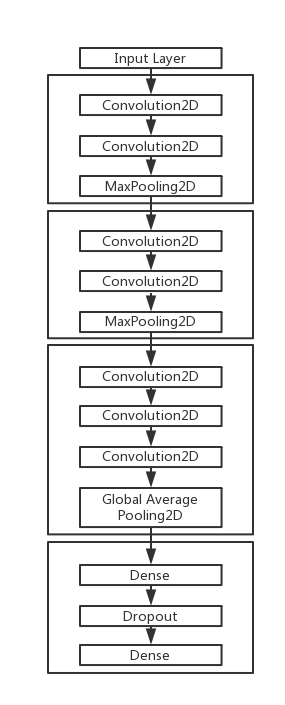 Input Layer
Convolution2D
Convolution2D
MaxPooling2D
Convolution2D
Convolution2D
MaxPooling2D
Convolution2D
Convolution2D
Convolution2D
Global Average
Pooling2D
Dense
Dropout
Dense